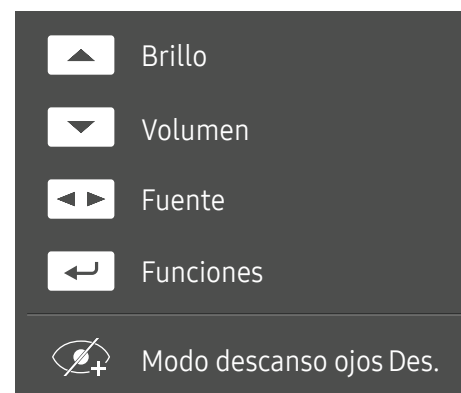 Brillo
Volumen
Fuente
Funciones
Modo descanso ojos Des.